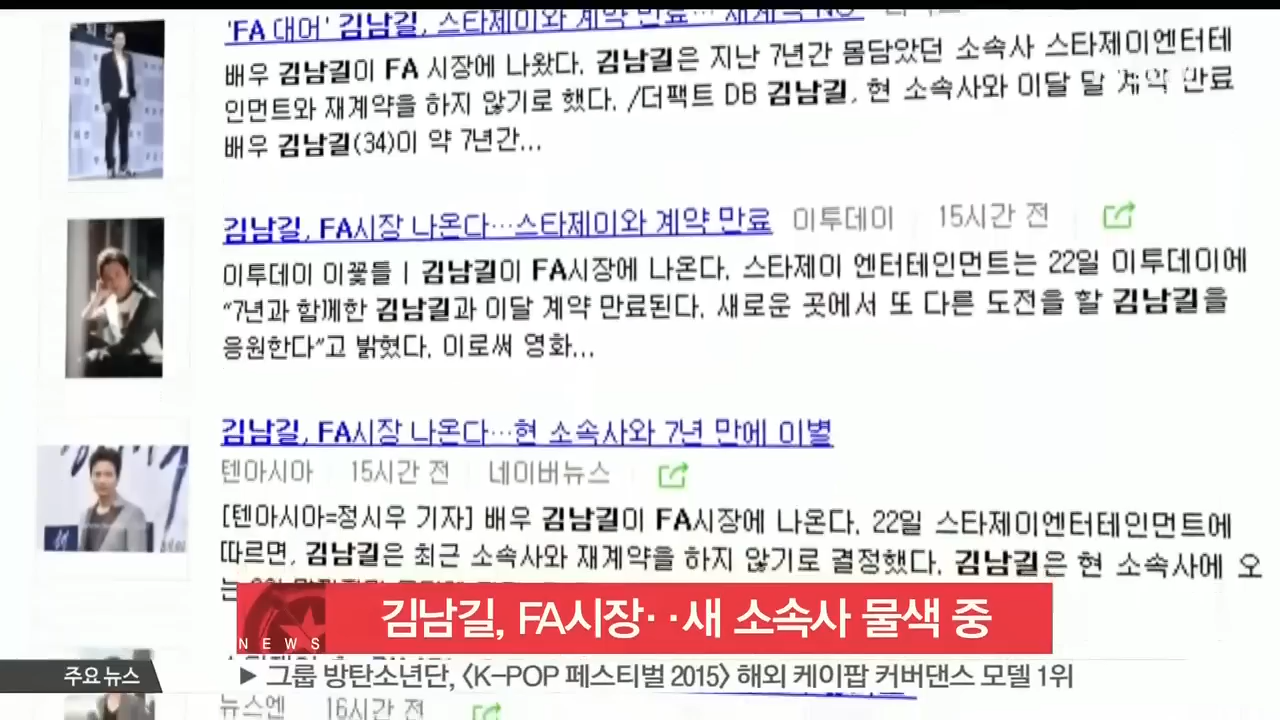 'FA 대어' 김남길, 스타제이와 계약 만료… 재계약 NO
배우 김남길이 FA 시장에 나왔다. 김남길은 지난 7년간 몸담았던 소속사 스타제이엔터테
인먼트와 재계약을 하지 않기로 했다. /더팩트 DB 김남길, 현 소속사와 이달 말 계약 만료
배우 김남길(34)이 약 7년간...
김남길, FA시장 나온다…스타제이와 계약 만료 이투데이 15시간 전
이투데이 이꽃들 | 김남길이 FA시장에 나온다. 스타제이 엔터테인먼트는 22일 이투데이에
“7년과 함께한 김남길과 이달 계약 만료된다. 새로운 곳에서 또 다른 도전을 할 김남길을
응원한다”고 밝혔다. 이로써 영화...
김남길, FA시장 나온다…현 소속사와 7년 만에 이별
텐아시아 15시간 전 네이버뉴스
[텐아시아=정시우 기자] 배우 김남길이 FA시장에 나온다. 22일 스타제이엔터테인먼트에
따르면, 김남길은 최근 소속사와 재계약을 하지 않기로 결정했다. 김남길은 현 소속사에 오
는
NEWS
김남길, FA시장‥새 소속사 물색 중
주요 뉴스
▶ 그룹 방탄소년단, 〈K-POP 페스티벌 2015〉 해외 케이팝 커버댄스 모델 1위
뉴스엔 16시간 전